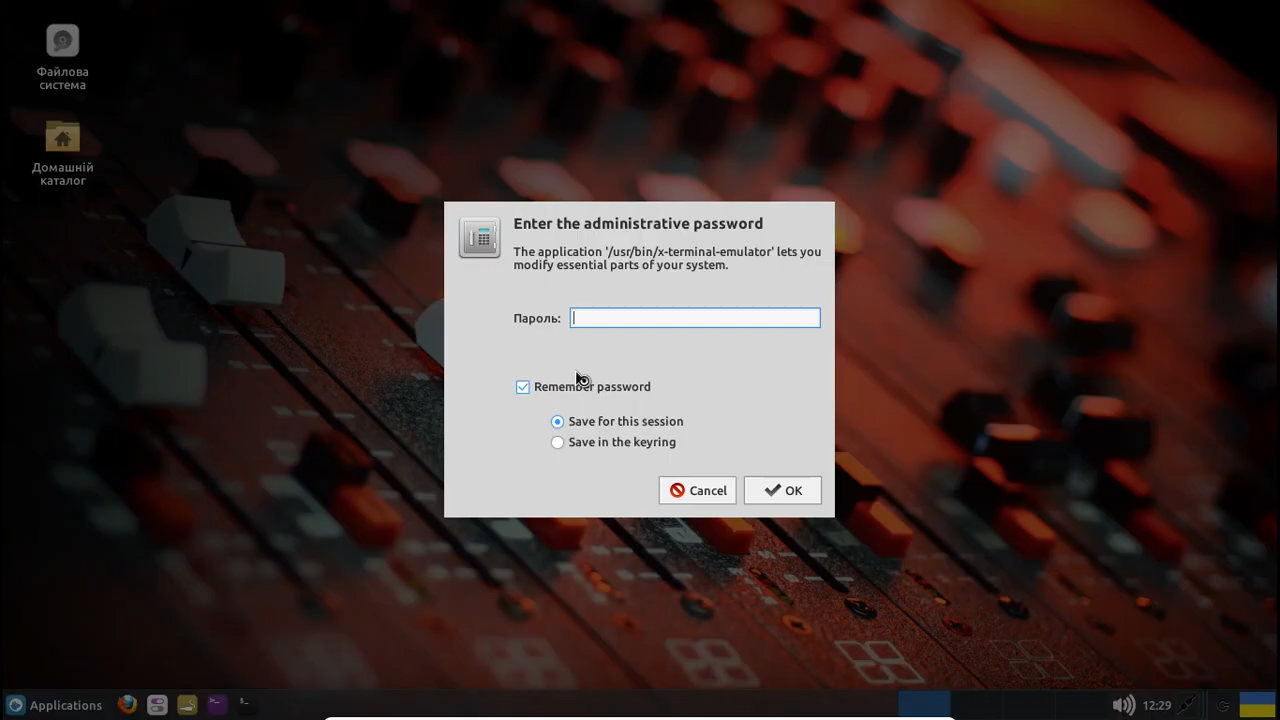 Файлова
система
Домашній
каталог
Enter the administrative password
The application '/usr/bin/x-terminal-emulator' lets you
modify essential parts of your system.
Пароль:
Remember password
Save for this session
Save in the keyring
Cancel
OK
Applications
12:29